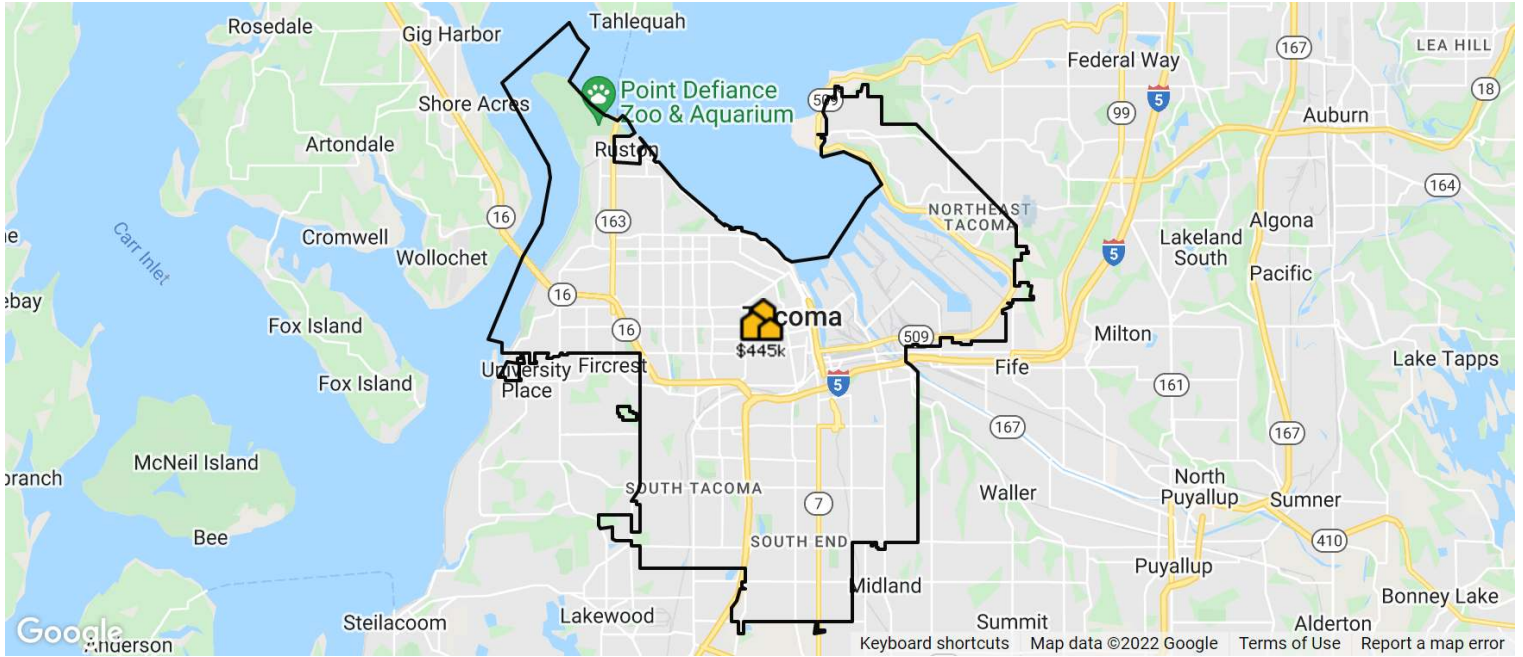 Tahlequah
Rosedale
Gig Harbor
167
LEA HILL
Federal Way
Point Defiance
Zoo & Aquarium
509
5
18
Shore Acres
99
Auburn
Artondale
Ruston
164
16
163
NORTHEAST
TACOMA
Algona
Carr Inlet
Cromwell
Lakeland
South
5
Wollochet
Pacific
16
Fox Island
16
coma
$445k
509
Milton
University
Place
Fircrest
Fife
Lake Tapps
Fox Island
5
161
167
167
McNeil Island
North
Puyallup
SOUTH TACOMA
7
Waller
Sumner
Bee
SOUTH END
410
Puyallup
Midland
Bonney Lake
Steilacoom
Lakewood
Summit
Alderton
Google
Anderson
Keyboard shortcuts Map data ©2022 Google Terms of Use Report a map error